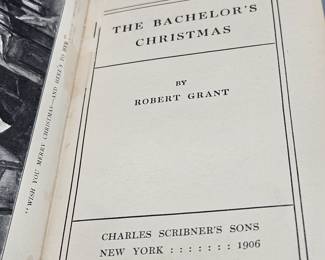 "WISH YOU MERRY CHRISTMAS—AND HERE'S TO HER"
THE BACHELOR'S
CHRISTMAS
BY
ROBERT GRANT
CHARLES SCRIBNER'S SONS
NEW YORK : : : : : : : 1906